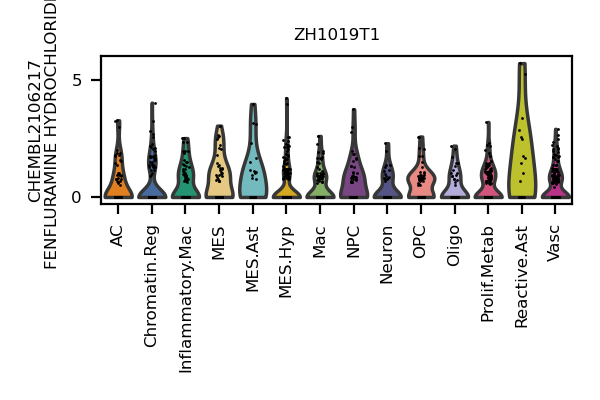 ZH1019T1
CHEMBL2106217
FENFLURAMINE HYDROCHLORIDE
5
0
AC
Chromatin.Reg
Inflammatory.Mac
MES
MES.Ast
MES.Hyp
Mac
NPC
Neuron
OPC
Oligo
Prolif.Metab
Reactive.Ast
Vasc